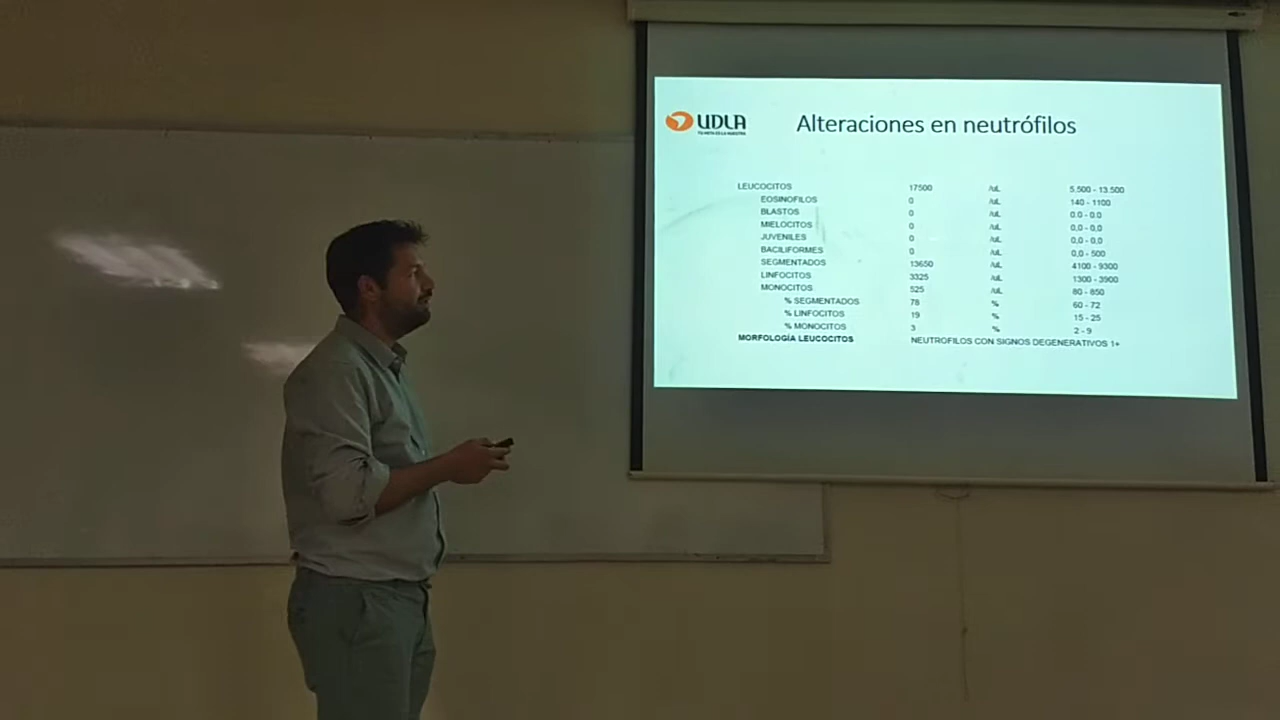 UDLA
Alteraciones en neutrófilos
LEUCOCITOS 17500 /uL 5.500 - 13.500
EOSINOFILOS 0 /uL 140 - 1100
BLASTOS 0 /uL 0.0 - 0.0
MIELOCITOS 0 /uL 0,0 - 0,0
JUVENILES 0 /uL 0,0 - 0,0
BACILIFORMES 0 /uL 0,0 - 500
SEGMENTADOS 13650 /uL 4100 - 9300
LINFOCITOS 3325 /uL 1300 - 3900
MONOCITOS 525 /uL 80 - 850
% SEGMENTADOS 78 % 60 - 72
% LINFOCITOS 19 % 15 - 25
% MONOCITOS 3 % 2 - 9
MORFOLOGÍA LEUCOCITOS NEUTROFILOS CON SIGNOS DEGENERATIVOS 1+